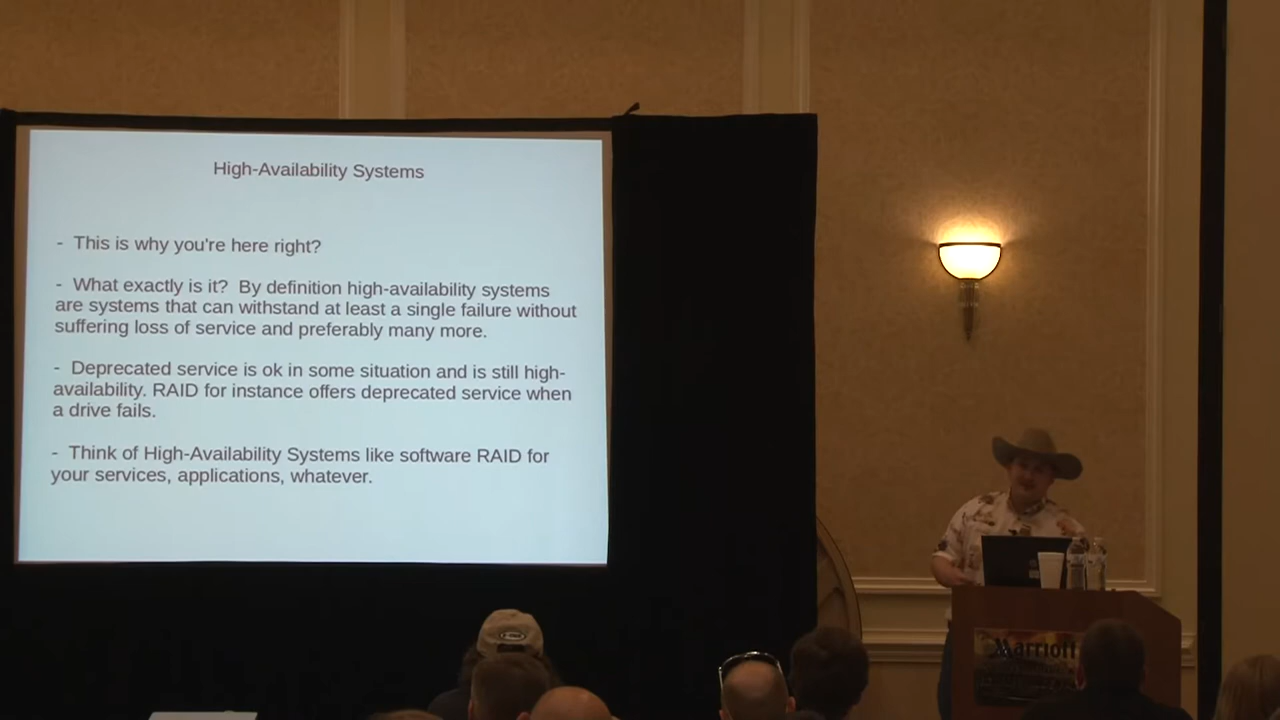 High-Availability Systems
- This is why you're here right?
- What exactly is it? By definition high-availability systems
are systems that can withstand at least a single failure without
suffering loss of service and preferably many more.
- Deprecated service is ok in some situation and is still high-
availability. RAID for instance offers deprecated service when
a drive fails.
- Think of High-Availability Systems like software RAID for
your services, applications, whatever.
Marriott